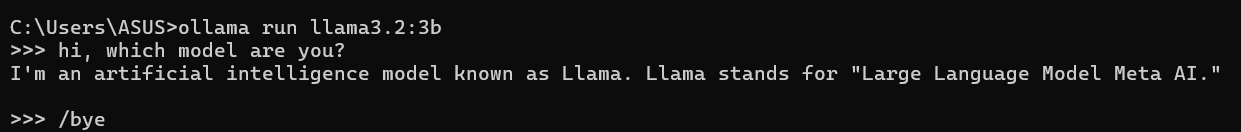 C:\Users\ASUS>ollama run llama3.2:3b
>>> hi, which model are you?
I'm an artificial intelligence model known as Llama. Llama stands for "Large Language Model Meta AI."
>>> /bye